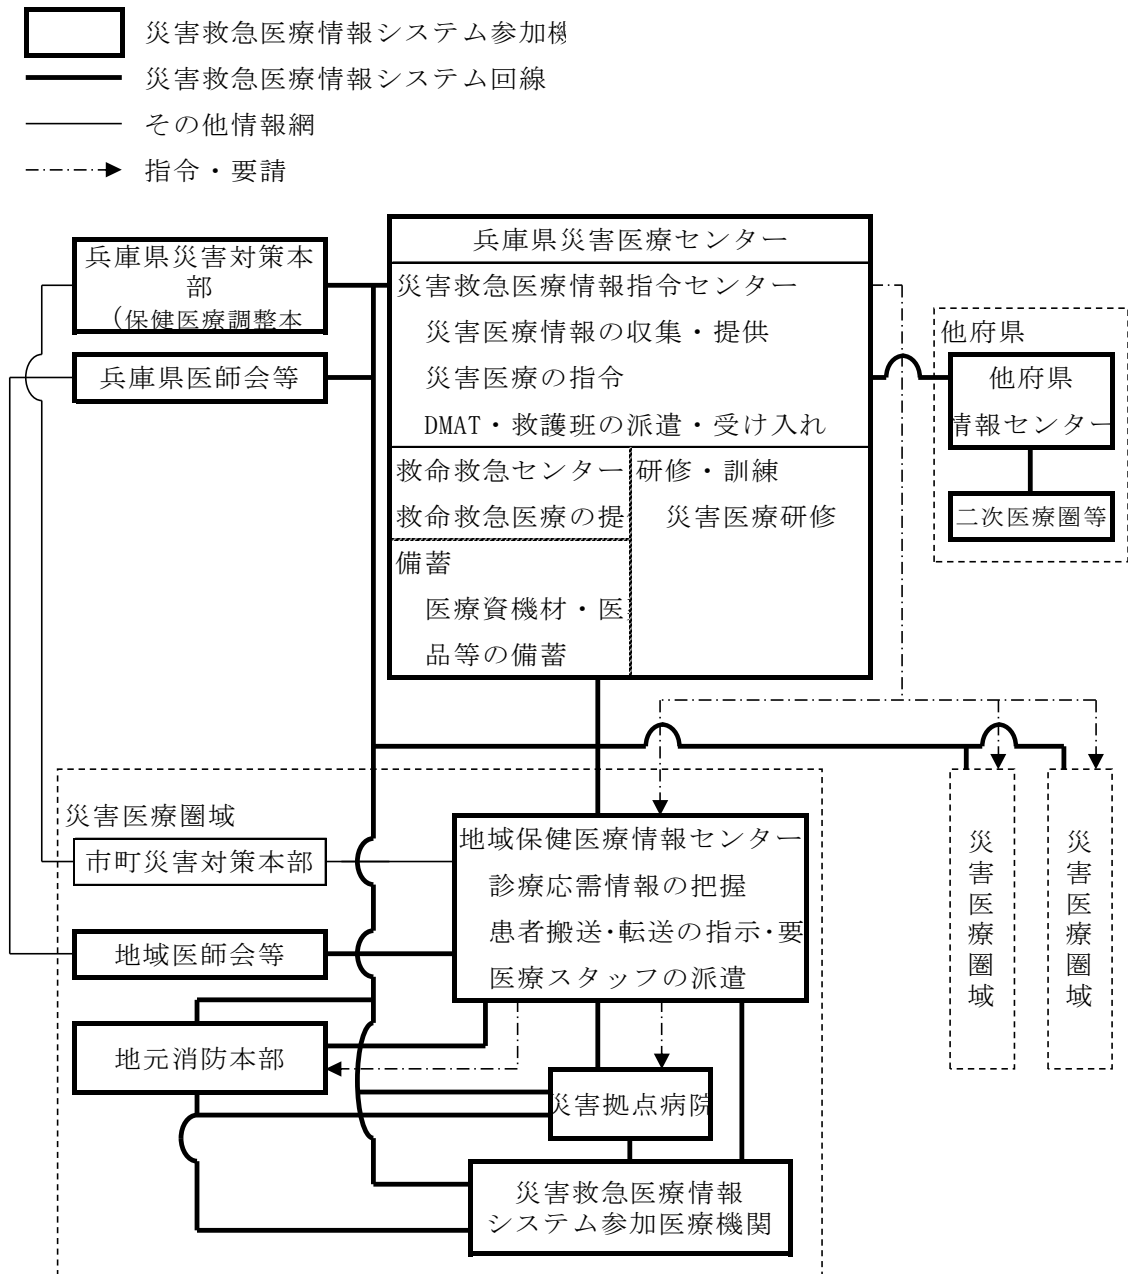 災害救急医療情報システム参加機
災害救急医療情報システム回線
その他情報網
指令・要請
兵庫県災害対策本
部
(保健医療調整本
兵庫県医師会等
兵庫県災害医療センター
災害救急医療情報指令センター
災害医療情報の収集・提供
災害医療の指令
DMAT・救護班の派遣・受け入れ
救命救急センター
救命救急医療の提
備蓄
医療資機材・医
品等の備蓄
研修・訓練
災害医療研修
他府県
他府県
情報センター
二次医療圏等
災害医療圏域
市町災害対策本部
地域医師会等
地元消防本部
地域保健医療情報センター
診療応需情報の把握
患者搬送・転送の指示・要
医療スタッフの派遣
災害拠点病院
災害救急医療情報
システム参加医療機関
災害医療圏域
災害医療圏域